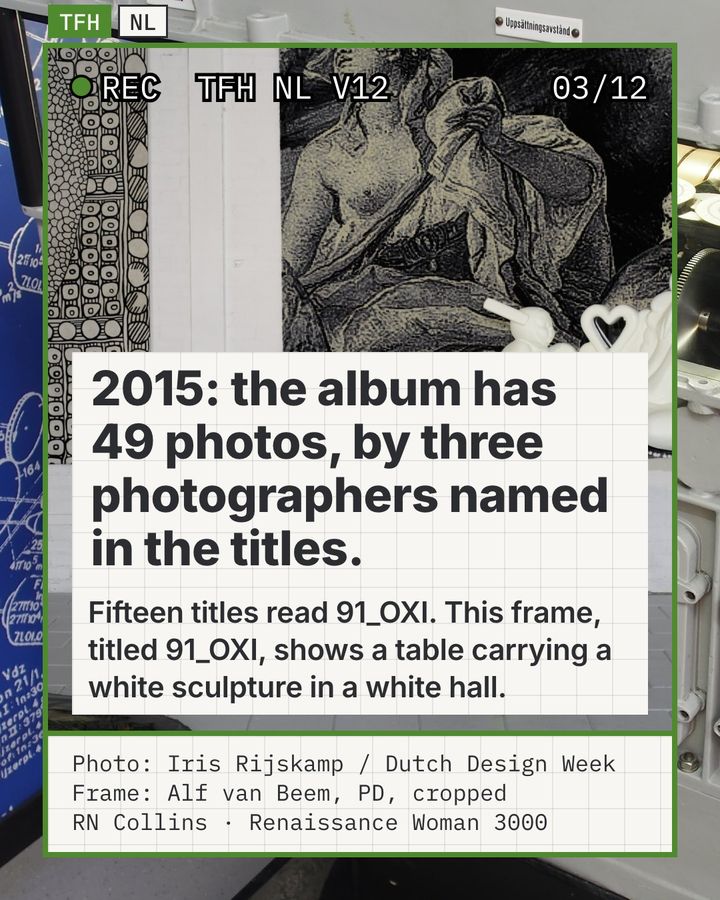 TFH NL
Uppsättningsavstånd
REC TFH NL V12 03/12
2015: the album has
49 photos, by three
photographers named
in the titles.
Fifteen titles read 91_OXI. This frame,
titled 91_OXI, shows a table carrying a
white sculpture in a white hall.
Photo: Iris Rijskamp / Dutch Design Week
Frame: Alf van Beem, PD, cropped
RN Collins · Renaissance Woman 3000